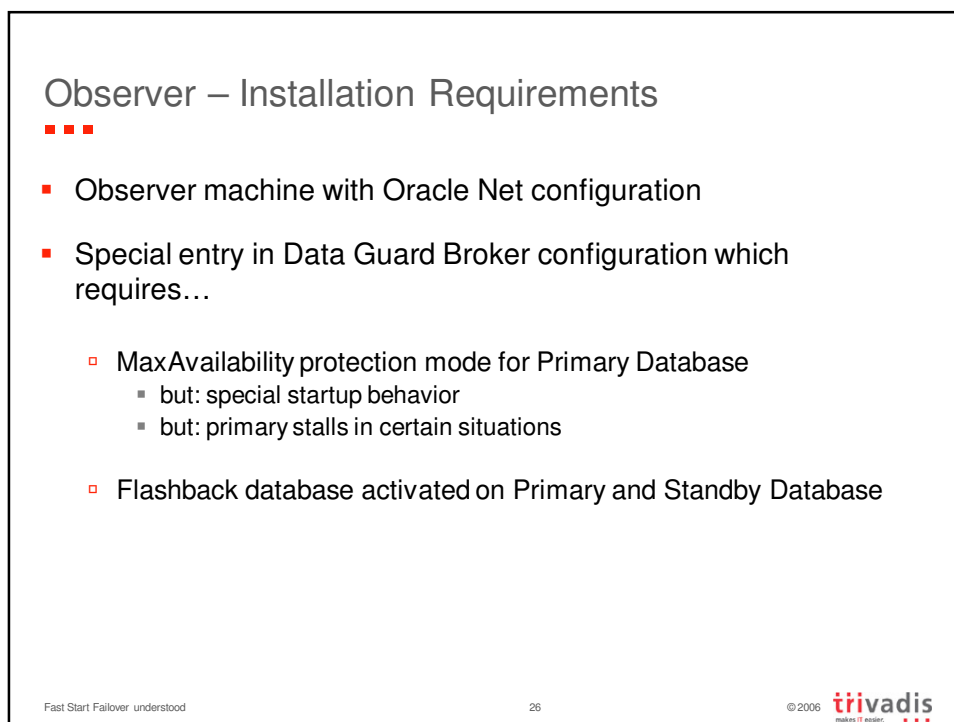 Observer – Installation Requirements
Observer machine with Oracle Net configuration
Special entry in Data Guard Broker configuration which
requires…
MaxAvailability protection mode for Primary Database
but: special startup behavior
but: primary stalls in certain situations
Flashback database activated on Primary and Standby Database
Fast Start Failover understood
26
© 2006
trivadis
makes IT easier.